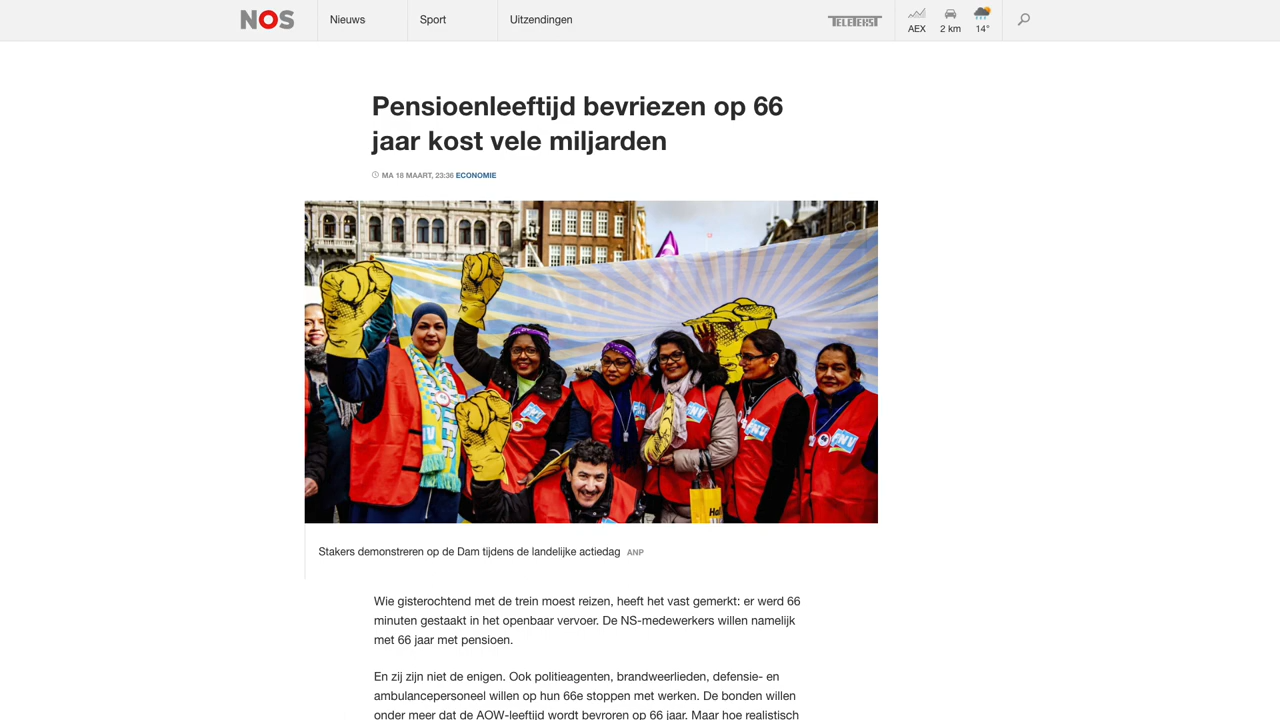 NOS
Nieuws
Sport
Uitzendingen
TELETEKST
AEX
2 km
14°
Pensioenleeftijd bevriezen op 66
jaar kost vele miljarden
MA 18 MAART, 23:36 ECONOMIE
FNV
FNV
FNV
Stakers demonstreren op de Dam tijdens de landelijke actiedag ANP
Wie gisterochtend met de trein moest reizen, heeft het vast gemerkt: er werd 66
minuten gestaakt in het openbaar vervoer. De NS-medewerkers willen namelijk
met 66 jaar met pensioen.
En zij zijn niet de enigen. Ook politieagenten, brandweerlieden, defensie- en
ambulancepersoneel willen op hun 66e stoppen met werken. De bonden willen
onder meer dat de AOW-leeftijd wordt bevroren op 66 jaar. Maar hoe realistisch